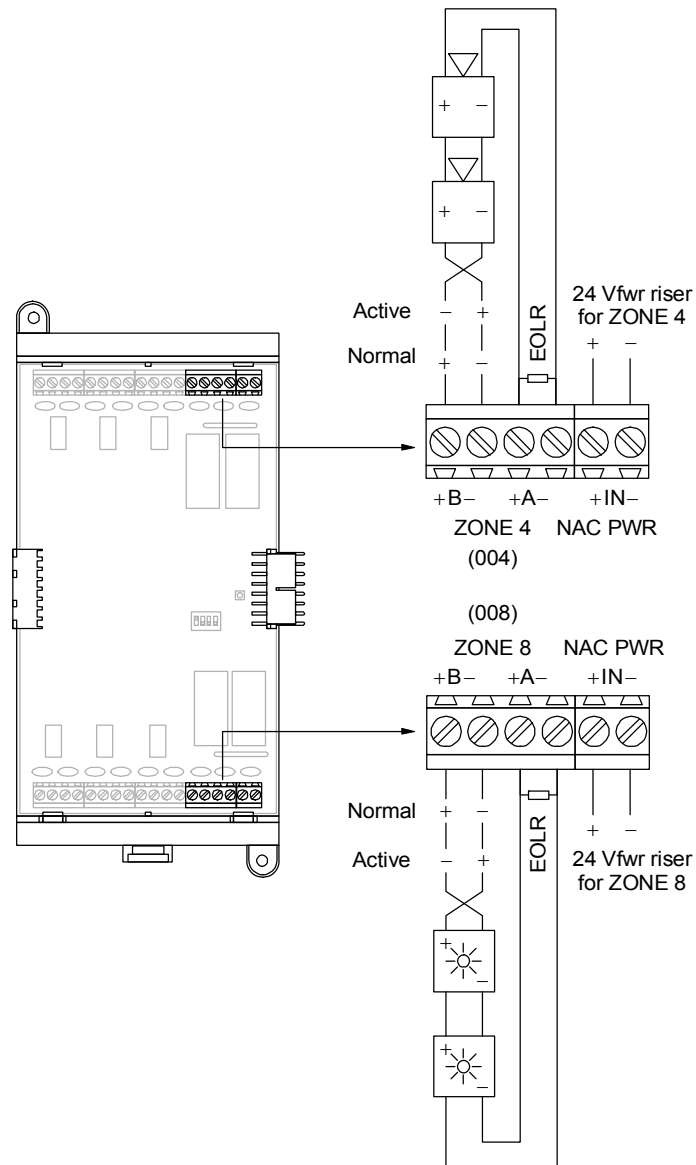 + −
+ −
24 Vfwr riser
for ZONE 4
Active − +
Normal + −
EOLR
+ −
+B− +A− +IN−
ZONE 4 NAC PWR
(004)
(008)
ZONE 8 NAC PWR
+B− +A− +IN−
Normal + −
Active − +
EOLR
+ −
24 Vfwr riser
for ZONE 8
+ −
+ −